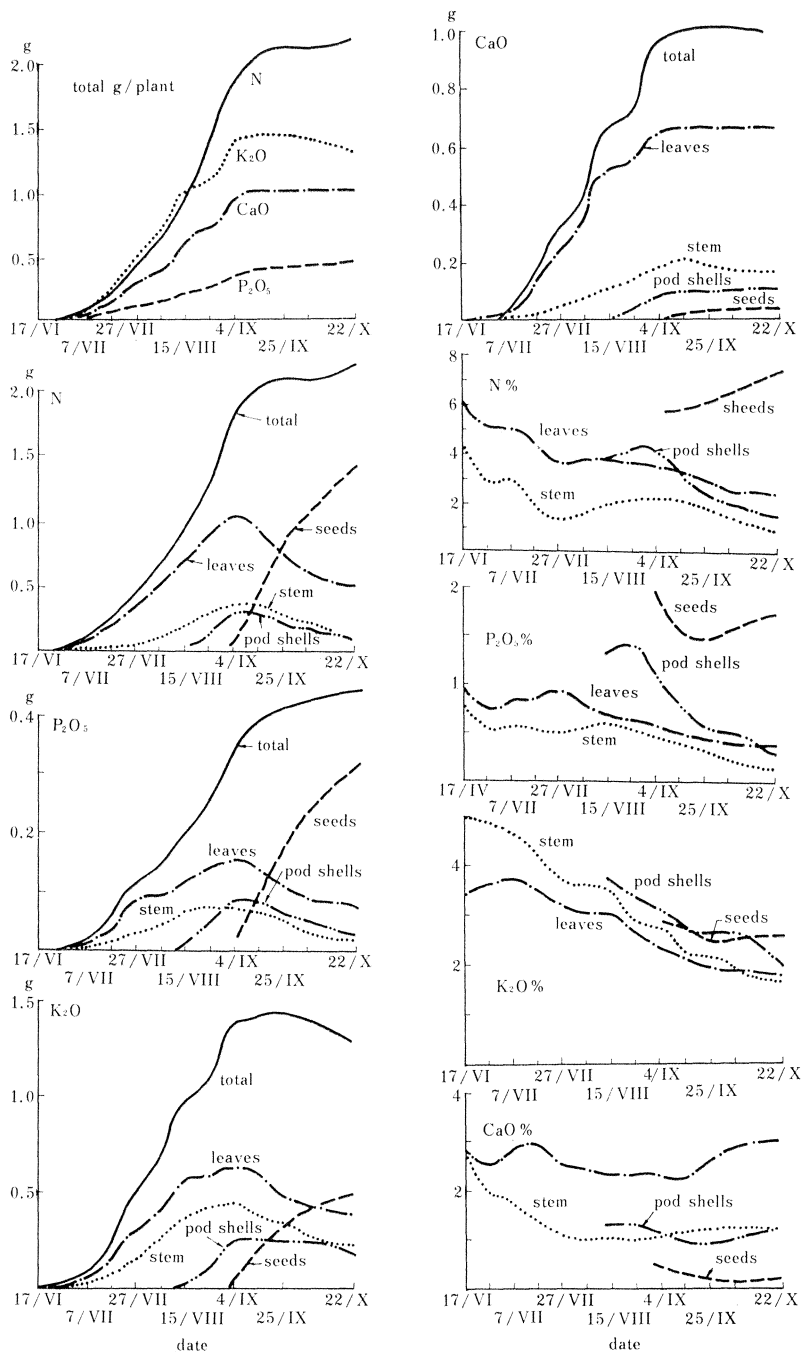 g
total g/plant
2.0
1.5
1.0
0.5
N
K₂O
CaO
P₂O₅
17/VI 27/VII 4/IX 22/X
7/VII 15/VIII 25/IX
g
N
2.0
1.5
1.0
0.5
total
seeds
leaves
stem
pod shells
17/VI 27/VII 4/IX 22/X
7/VII 15/VIII 25/IX
g
P₂O₅
0.4
0.2
total
seeds
leaves
pod shells
stem
17/VI 27/VII 4/IX 22/X
7/VII 15/VIII 25/IX
g
K₂O
1.5
1.0
0.5
total
leaves
pod shells
stem
seeds
17/VI 27/VII 4/IX 22/X
7/VII 15/VIII 25/IX
date
g
CaO
1.0
0.8
0.6
0.4
0.2
total
leaves
stem
pod shells
seeds
17/VI 27/VII 4/IX 22/X
7/VII 15/VIII 25/IX
8
6
4
2
N%
sheeds
leaves
pod shells
stem
17/VI 27/VII 4/IX 22/X
7/VII 15/VIII 25/IX
2
1
P₂O₅%
seeds
pod shells
leaves
stem
17/IV 27/VII 4/IX 22/X
7/VII 15/VIII 25/IX
4
2
stem
pod shells
leaves
seeds
K₂O%
17/VI 27/VII 4/IX 22/X
7/VII 15/VIII 25/IX
4
2
CaO%
stem
pod shells
seeds
17/VI 27/VII 4/IX 22/X
7/VII 15/VIII 25/IX
date